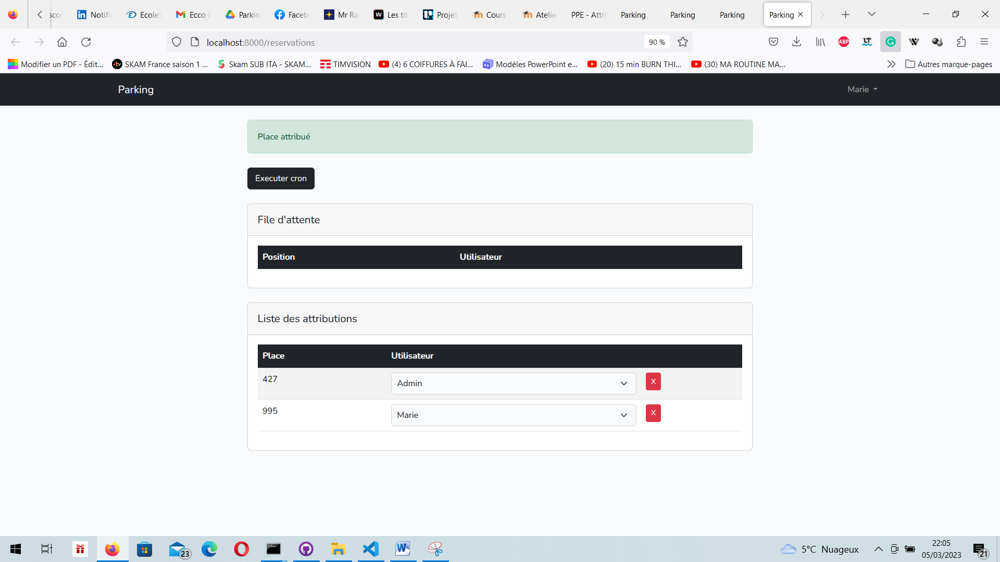 scor
Notific
EcoleD
Ecco i
Parking
Faceb
Mr Ra
Les tit
Projet
Cours
Atelie
PPE - Attri
Parking
Parking
Parking
Parking
localhost:8000/reservations
90 %
Modifier un PDF - Édit...
SKAM France saison 1 ...
Skam SUB ITA - SKAM...
TIMVISION
(4) 6 COIFFURES À FAI...
Modèles PowerPoint e...
(20) 15 min BURN THI...
(30) MA ROUTINE MA...
Autres marque-pages
Parking
Marie
Place attribué
Executer cron
File d'attente
Position
Utilisateur
Liste des attributions
Place
Utilisateur
427
Admin
X
995
Marie
X
23
5°C Nuageux
22:05
05/03/2023
21